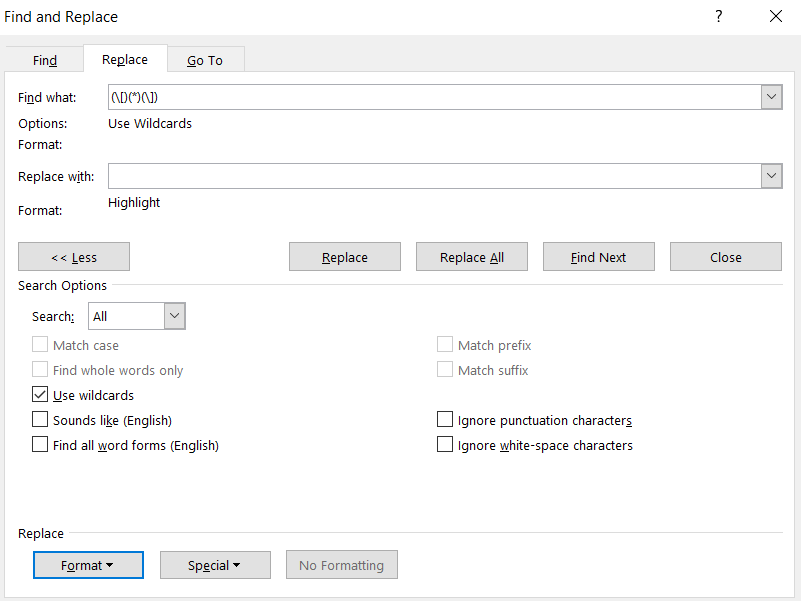 Find and Replace ?
Find Replace Go To
Find what: (\[)(*)(\])
Options: Use Wildcards
Format:
Replace with:
Format: Highlight
<< Less Replace Replace All Find Next Close
Search Options
Search: All
Match case Match prefix
Find whole words only Match suffix
Use wildcards
Sounds like (English) Ignore punctuation characters
Find all word forms (English) Ignore white-space characters
Replace
Format Special No Formatting